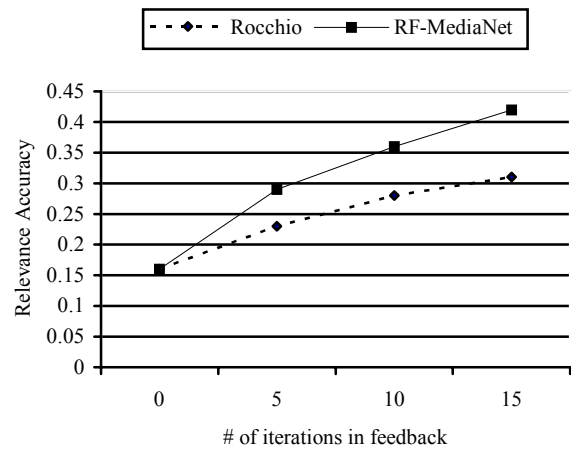 Rocchio RF-MediaNet
0.45
0.4
0.35
0.3
0.25
0.2
0.15
0.1
0.05
0
Relevance Accuracy
0 5 10 15
# of iterations in feedback